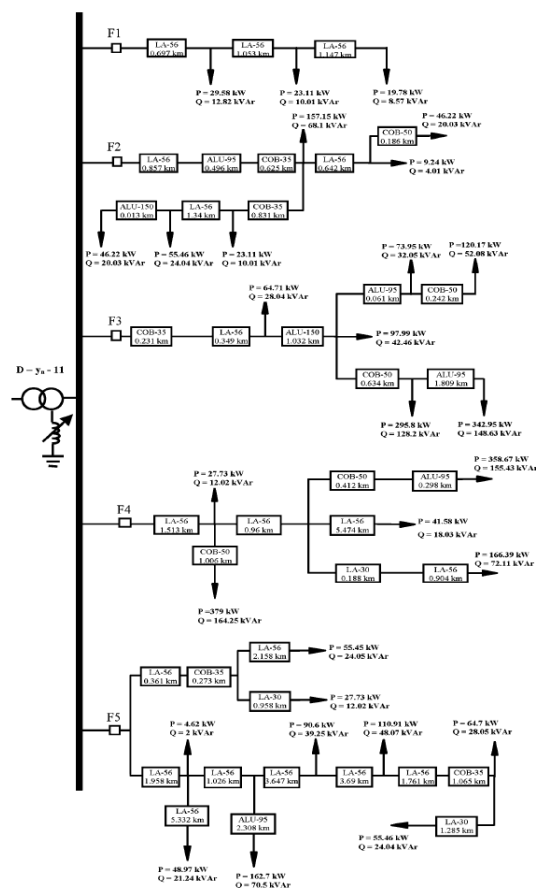 F1
LA-56
0.697 km
LA-56
1.053 km
LA-56
1.147 km
P = 29.58 kW
Q = 12.82 kVAr
P = 23.11 kW
Q = 10.01 kVAr
P = 19.78 kW
Q = 8.57 kVAr
P = 157.15 kW
Q = 68.1 kVAr
P = 46.22 kW
Q = 20.03 kVAr
COB-50
0.186 km
F2
LA-56
0.857 km
ALU-95
0.496 km
COB-35
0.625 km
LA-56
0.642 km
P = 9.24 kW
Q = 4.01 kVAr
ALU-150
0.013 km
LA-56
1.34 km
COB-35
0.831 km
P = 46.22 kW
Q = 20.03 kVAr
P = 55.46 kW
Q = 24.04 kVAr
P = 23.11 kW
Q = 10.01 kVAr
P = 73.95 kW
Q = 32.05 kVAr
P =120.17 kW
Q = 52.08 kVAr
P = 64.71 kW
Q = 28.04 kVAr
ALU-95
0.061 km
COB-50
0.242 km
F3
COB-35
0.231 km
LA-56
0.349 km
ALU-150
1.032 km
P = 97.99 kW
Q = 42.46 kVAr
COB-50
0.634 km
ALU-95
1.809 km
P = 295.8 kW
Q = 128.2 kVAr
P = 342.95 kW
Q = 148.63 kVAr
D – yn - 11
P = 27.73 kW
Q = 12.02 kVAr
COB-50
0.412 km
ALU-95
0.298 km
P = 358.67 kW
Q = 155.43 kVAr
F4
LA-56
1.513 km
LA-56
0.96 km
LA-56
5.474 km
P = 41.58 kW
Q = 18.03 kVAr
COB-50
1.006 km
LA-30
0.188 km
LA-56
0.904 km
P = 166.39 kW
Q = 72.11 kVAr
P =379 kW
Q = 164.25 kVAr
LA-56
2.158 km
P = 55.45 kW
Q = 24.05 kVAr
LA-56
0.361 km
COB-35
0.273 km
LA-30
0.958 km
P = 27.73 kW
Q = 12.02 kVAr
F5
P = 4.62 kW
Q = 2 kVAr
P = 90.6 kW
Q = 39.25 kVAr
P = 110.91 kW
Q = 48.07 kVAr
P = 64.7 kW
Q = 28.05 kVAr
LA-56
1.958 km
LA-56
1.026 km
LA-56
3.647 km
LA-56
3.69 km
LA-56
1.761 km
COB-35
1.065 km
LA-56
5.332 km
ALU-95
2.308 km
LA-30
1.285 km
P = 48.97 kW
Q = 21.24 kVAr
P = 162.7 kW
Q = 70.5 kVAr
P = 55.46 kW
Q = 24.04 kVAr